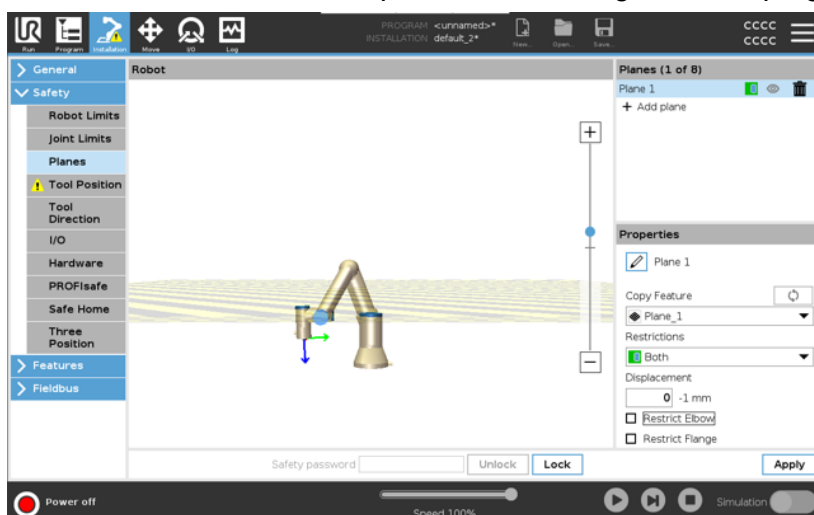 PROGRAM <unnamed>*
INSTALLATION default_2*
UR
Run
Program
Installation
Move
I/O
Log
New...
Open...
Save...
CCCC
CCCC
General
Safety
Robot Limits
Joint Limits
Planes
Tool Position
Tool
Direction
I/O
Hardware
PROFIsafe
Safe Home
Three
Position
Features
Fieldbus
Robot
Safety password
Unlock
Lock
Planes (1 of 8)
Plane 1
+ Add plane
Properties
Plane 1
Copy Feature
Plane_1
Restrictions
Both
Displacement
0 -1 mm
Restrict Elbow
Restrict Flange
Apply
Power off
Speed 100%
Simulation